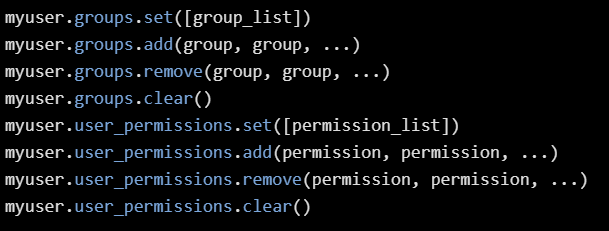 myuser.groups.set([group_list])
myuser.groups.add(group, group, ...)
myuser.groups.remove(group, group, ...)
myuser.groups.clear()
myuser.user_permissions.set([permission_list])
myuser.user_permissions.add(permission, permission, ...)
myuser.user_permissions.remove(permission, permission, ...)
myuser.user_permissions.clear()